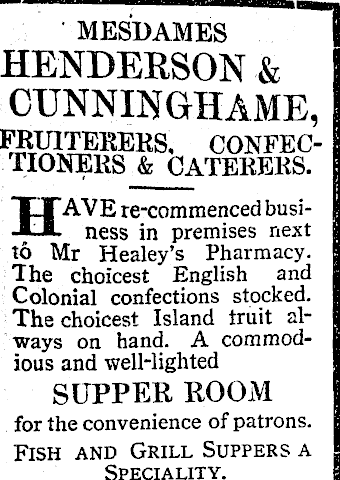 MESDAMES
HENDERSON &
CUNNINGHAME,
FRUITERERS, CONFEC-
TIONERS & CATERERS.
HAVE re-commenced busi-
ness in premises next
to Mr Healey's Pharmacy.
The choicest English and
Colonial confections stocked.
The choicest Island fruit al-
ways on hand. A commod-
ious and well-lighted
SUPPER ROOM
for the convenience of patrons.
FISH AND GRILL SUPPERS A
SPECIALITY.